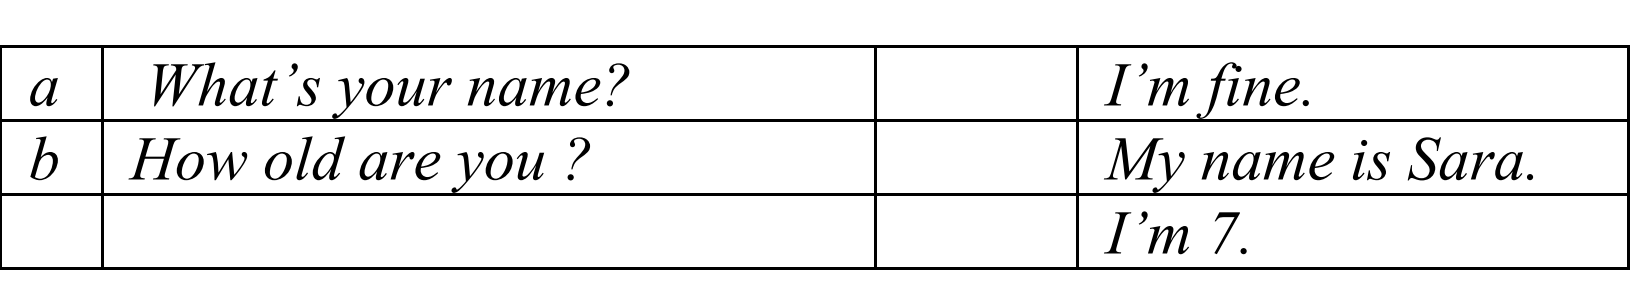 a What’s your name? I’m fine.
b How old are you ? My name is Sara.
I’m 7.